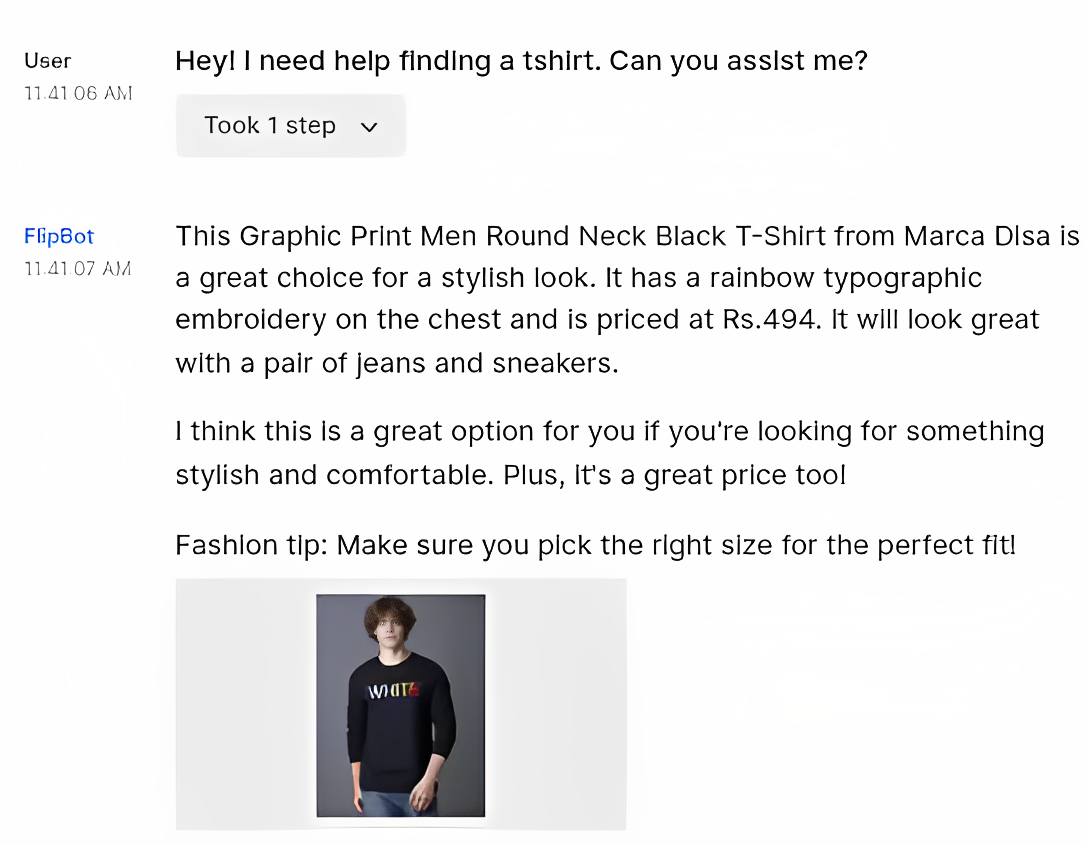 User
Hey! I need help finding a tshirt. Can you assist me?
11.41 06 AM
Took 1 step
FlipBot
This Graphic Print Men Round Neck Black T-Shirt from Marca Disa is
11.41.07 AM
a great choice for a stylish look. It has a rainbow typographic
embroidery on the chest and is priced at Rs.494. It will look great
with a pair of jeans and sneakers.
I think this is a great option for you if you're looking for something
stylish and comfortable. Plus, it's a great price too!
Fashion tip: Make sure you pick the right size for the perfect fit!